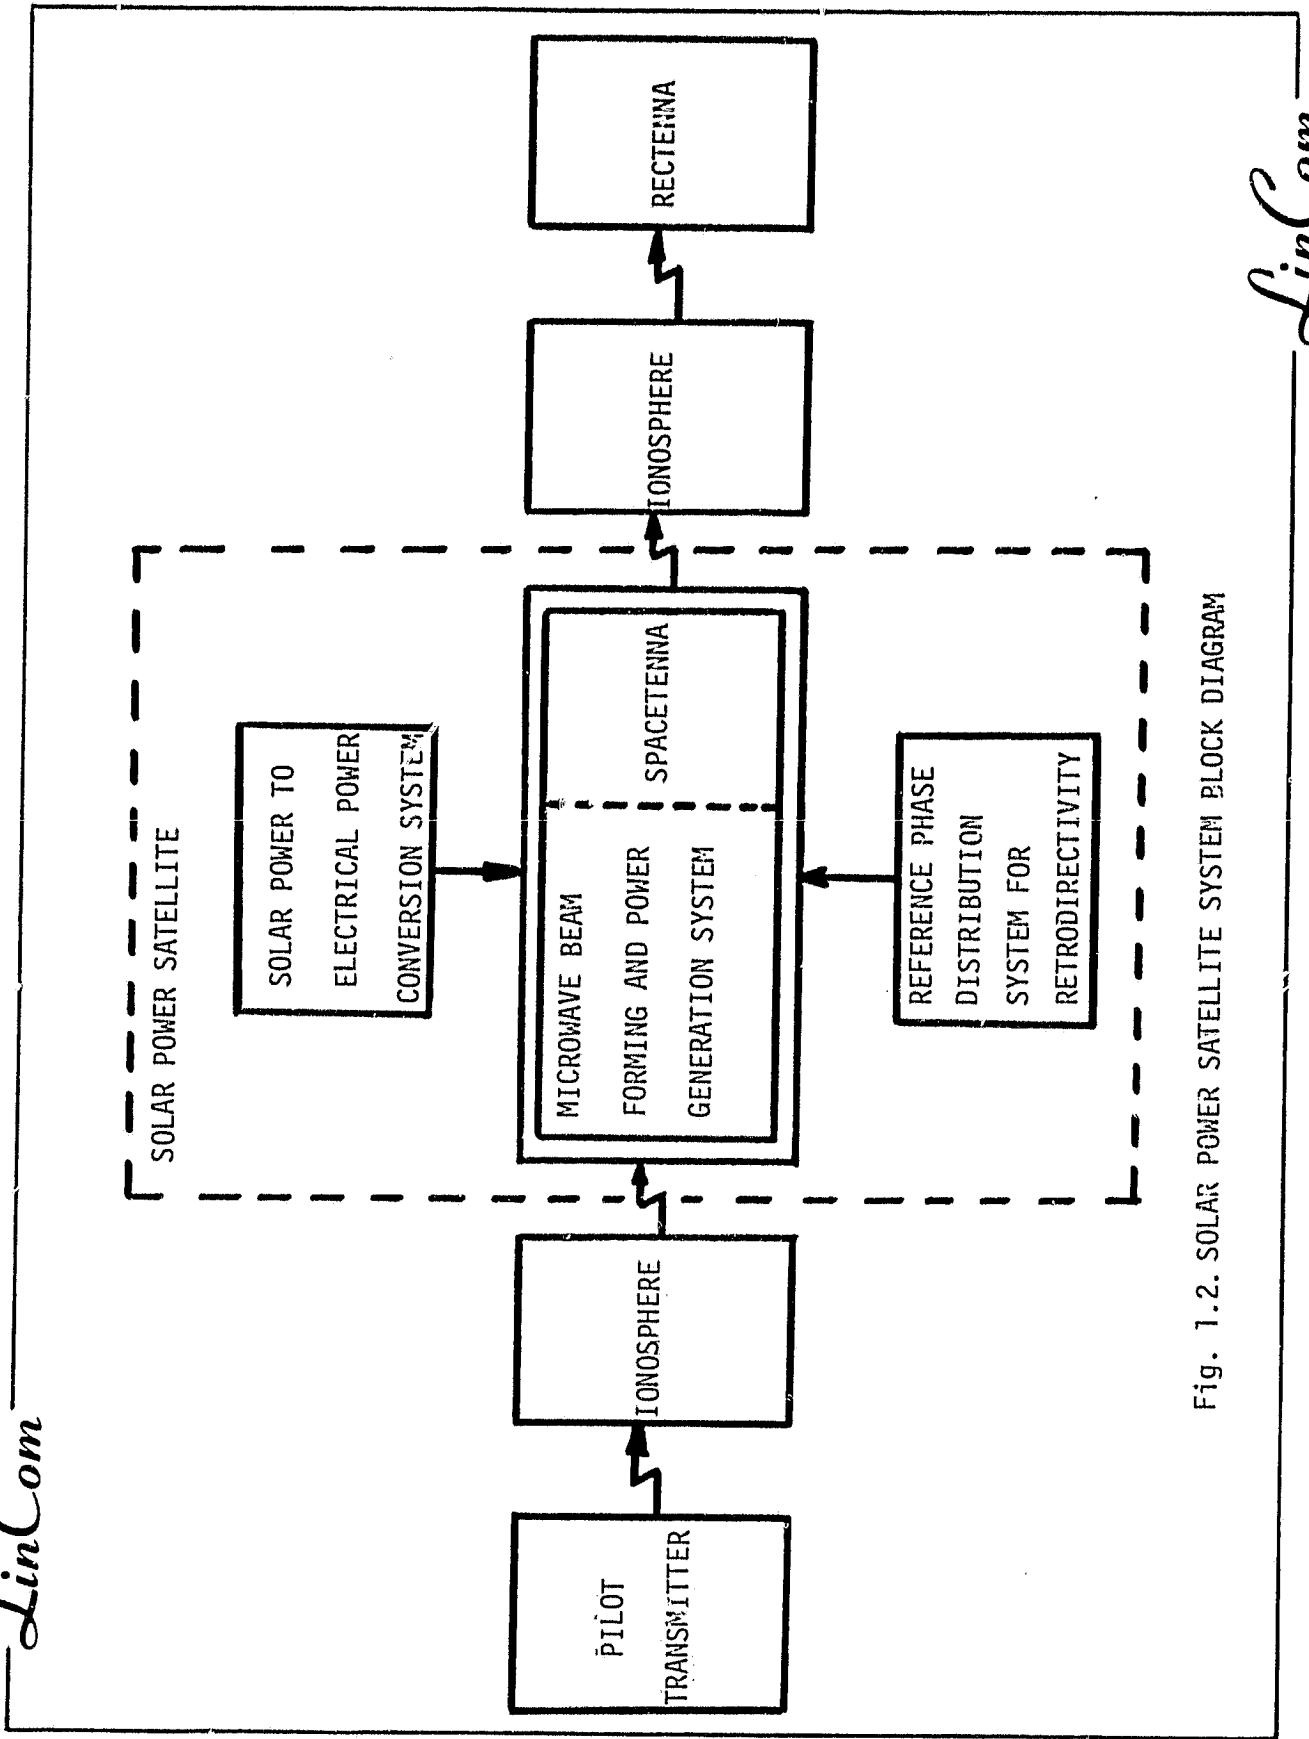 LinCom
SOLAR POWER SATELLITE
SOLAR POWER TO
ELECTRICAL POWER
CONVERSION SYSTEM
PILOT
TRANSMITTER
IONOSPHERE
MICROWAVE BEAM
FORMING AND POWER
GENERATION SYSTEM
SPACETENNA
IONOSPHERE
RECTENNA
REFERENCE PHASE
DISTRIBUTION
SYSTEM FOR
RETRODIRECTIVITY
Fig. 1.2. SOLAR POWER SATELLITE SYSTEM BLOCK DIAGRAM
LinCom